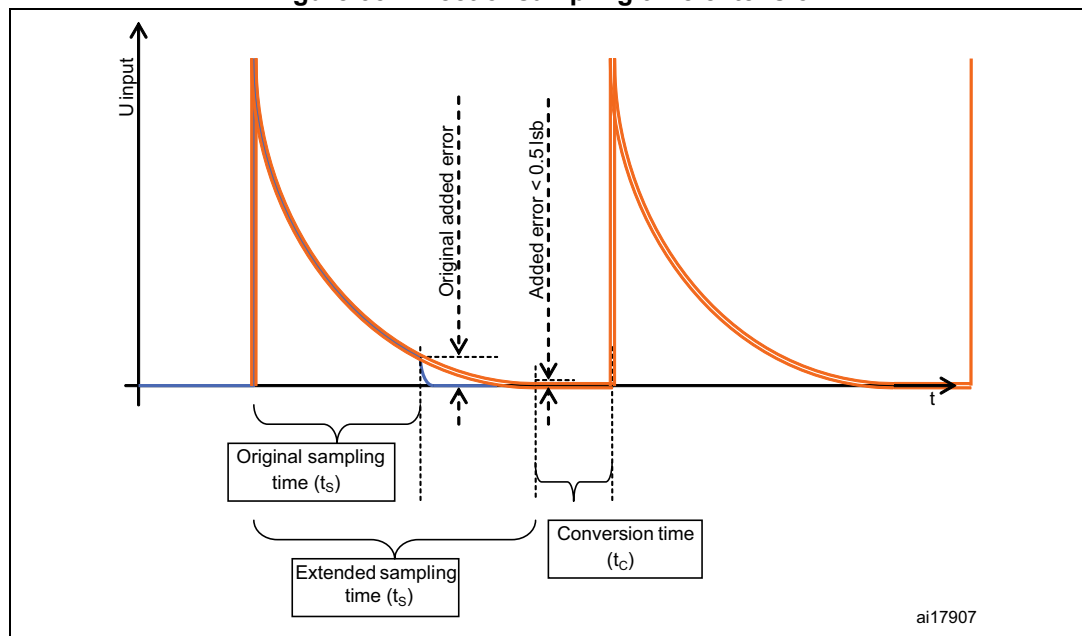 U input
Original added error
Added error < 0.5 lsb
t
Original sampling
time (tS)
Conversion time
(tC)
Extended sampling
time (tS)
ai17907